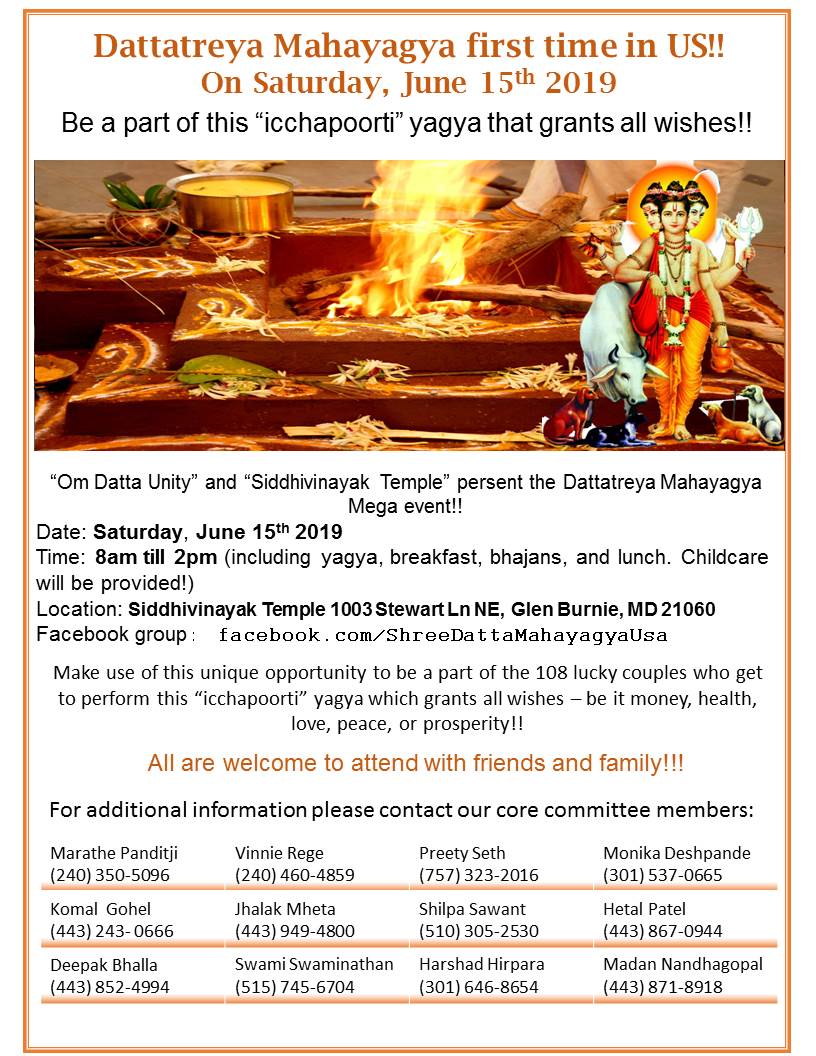 Dattatreya Mahayagya first time in US!!
On Saturday, June 15th 2019
Be a part of this “icchapoorti” yagya that grants all wishes!!
“Om Datta Unity” and “Siddhivinayak Temple” persent the Dattatreya Mahayagya
Mega event!!
Date: Saturday, June 15th 2019
Time: 8am till 2pm (including yagya, breakfast, bhajans, and lunch. Childcare
will be provided!)
Location: Siddhivinayak Temple 1003 Stewart Ln NE, Glen Burnie, MD 21060
Facebook group: facebook.com/ShreeDattaMahayagyaUsa
Make use of this unique opportunity to be a part of the 108 lucky couples who get
to perform this “icchapoorti” yagya which grants all wishes – be it money, health,
love, peace, or prosperity!!
All are welcome to attend with friends and family!!!
For additional information please contact our core committee members:
Marathe Panditji Vinnie Rege Preety Seth Monika Deshpande
(240) 350-5096 (240) 460-4859 (757) 323-2016 (301) 537-0665
Komal Gohel Jhalak Mheta Shilpa Sawant Hetal Patel
(443) 243- 0666 (443) 949-4800 (510) 305-2530 (443) 867-0944
Deepak Bhalla Swami Swaminathan Harshad Hirpara Madan Nandhagopal
(443) 852-4994 (515) 745-6704 (301) 646-8654 (443) 871-8918